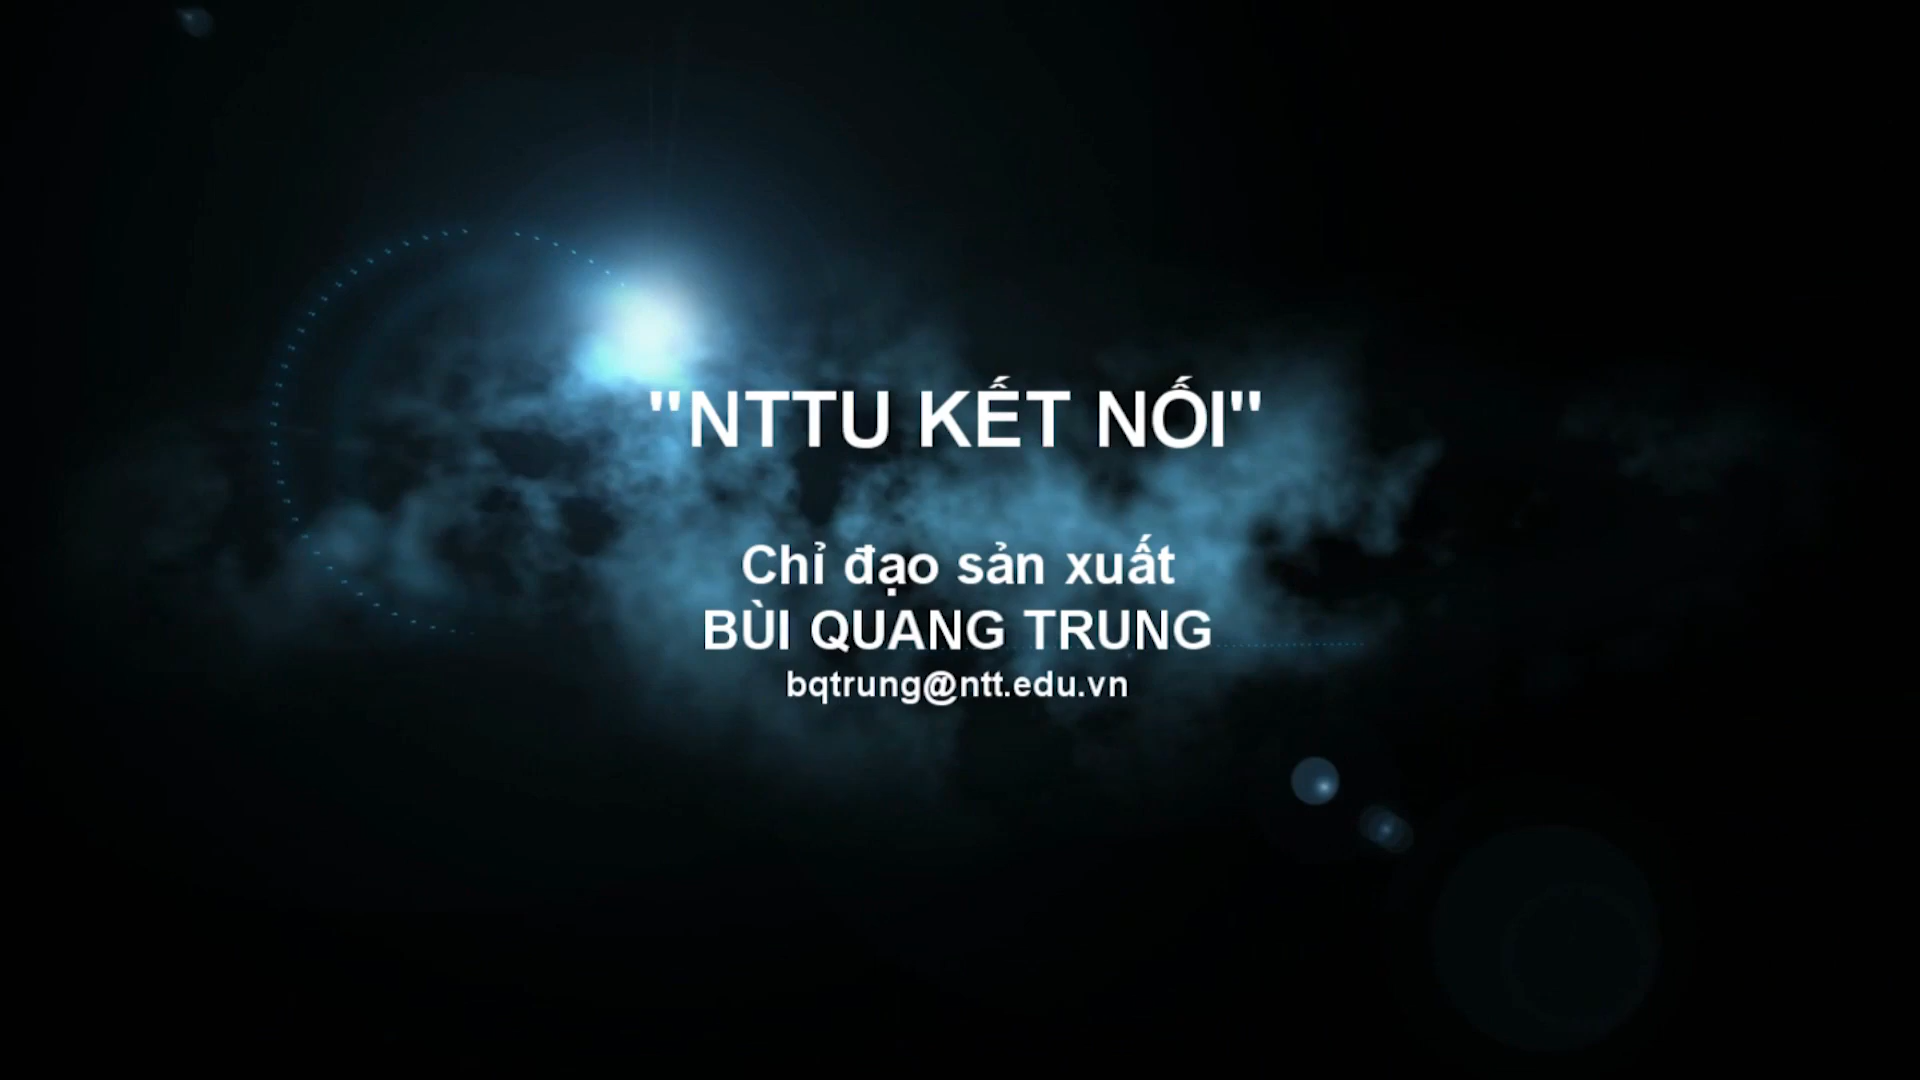 "NTTU KẾT NỐI"
Chỉ đạo sản xuất
BÙI QUANG TRUNG
bqtrung@ntt.edu.vn